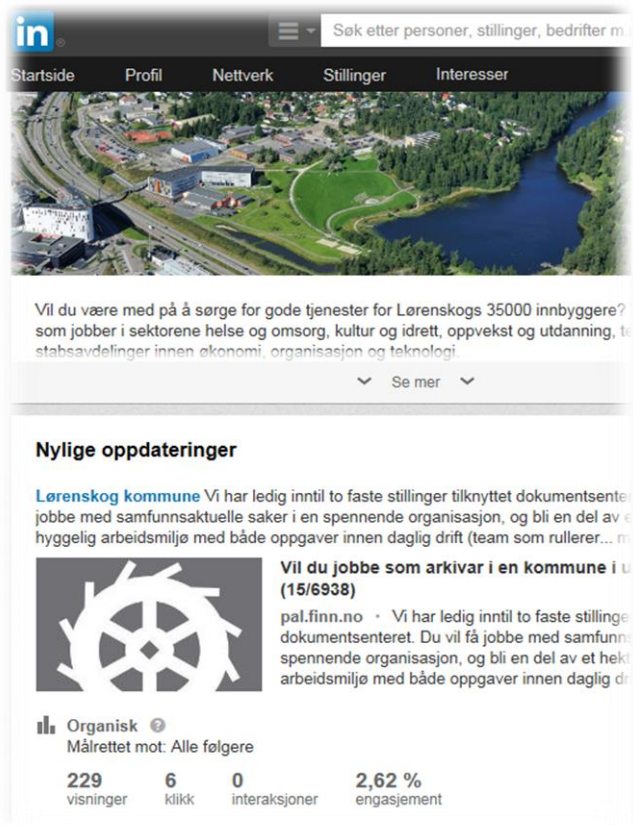 in
Søk etter personer, stillinger, bedrifter m
Startside Profil Nettverk Stillinger Interesser
Vil du være med på å sørge for gode tjenester for Lørenskogs 35000 innbyggere?
som jobber i sektorene helse og omsorg, kultur og idrett, oppvekst og utdanning,
stabsavdelinger innen økonomi, organisasjon og teknologi.
Se mer
Nylige oppdateringer
Lørenskog kommune Vi har ledig inntil to faste stillinger tilknyttet dokumentsente
jobbe med samfunnsaktuelle saker i en spennende organisasjon, og bli en del av e
hyggelig arbeidsmiljø med både oppgaver innen daglig drift (team som rullerer... m
Vil du jobbe som arkivar i en kommune i u
(15/6938)
pal.finn.no · Vi har ledig inntil to faste stillinge
dokumentsenteret. Du vil få jobbe med samfunns
spennende organisasjon, og bli en del av et hekt
arbeidsmiljø med både oppgaver innen daglig dr
Organisk ?
Målrettet mot: Alle følgere
229 6 0 2,62 %
visninger klikk interaksjoner engasjement